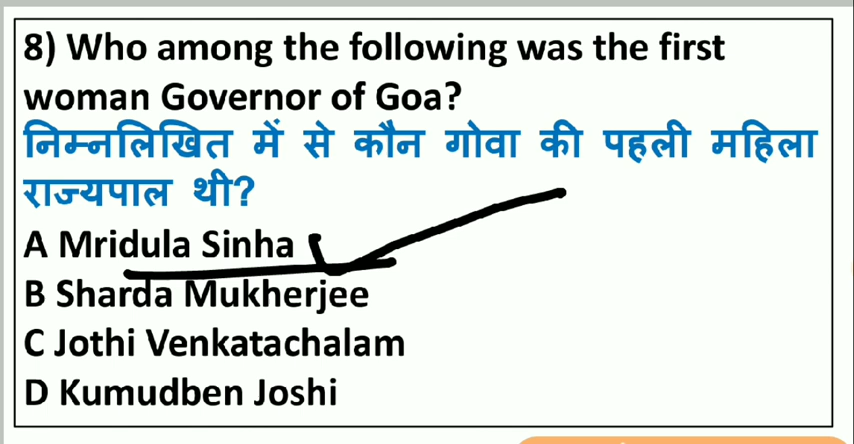 8) Who among the following was the first
woman Governor of Goa?
निम्नलिखित में से कौन गोवा की पहली महिला
राज्यपाल थी?
A Mridula Sinha
B Sharda Mukherjee
C Jothi Venkatachalam
D Kumudben Joshi